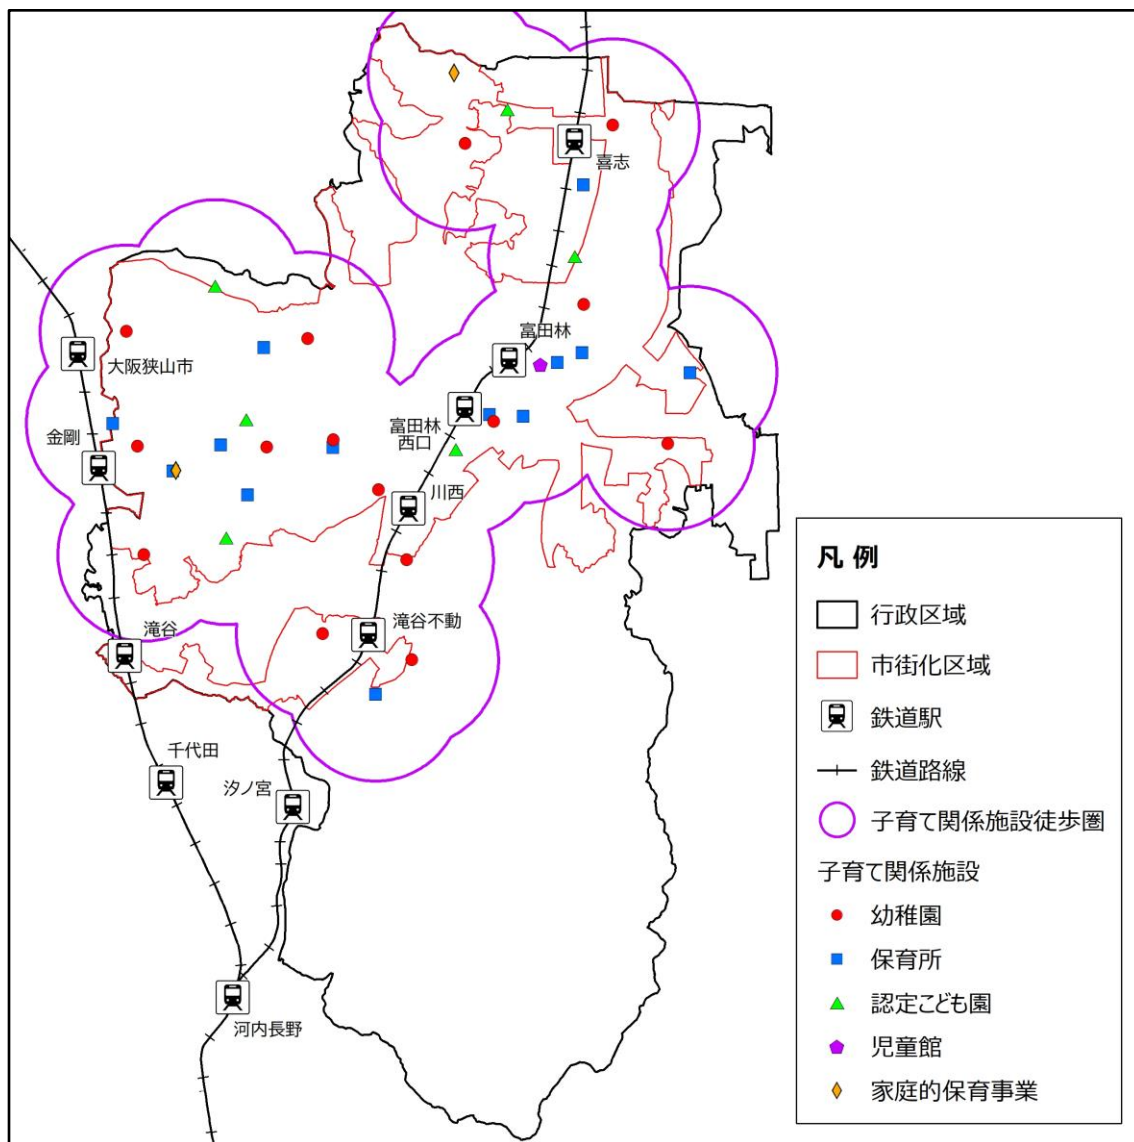 喜志
富田林
大阪狭山市
富田林
西口
金剛
川西
滝谷不動
滝谷
千代田
汐ノ宮
河内長野
凡 例
行政区域
市街化区域
鉄道駅
鉄道路線
子育て関係施設徒歩圏
子育て関係施設
幼稚園
保育所
認定こども園
児童館
家庭的保育事業